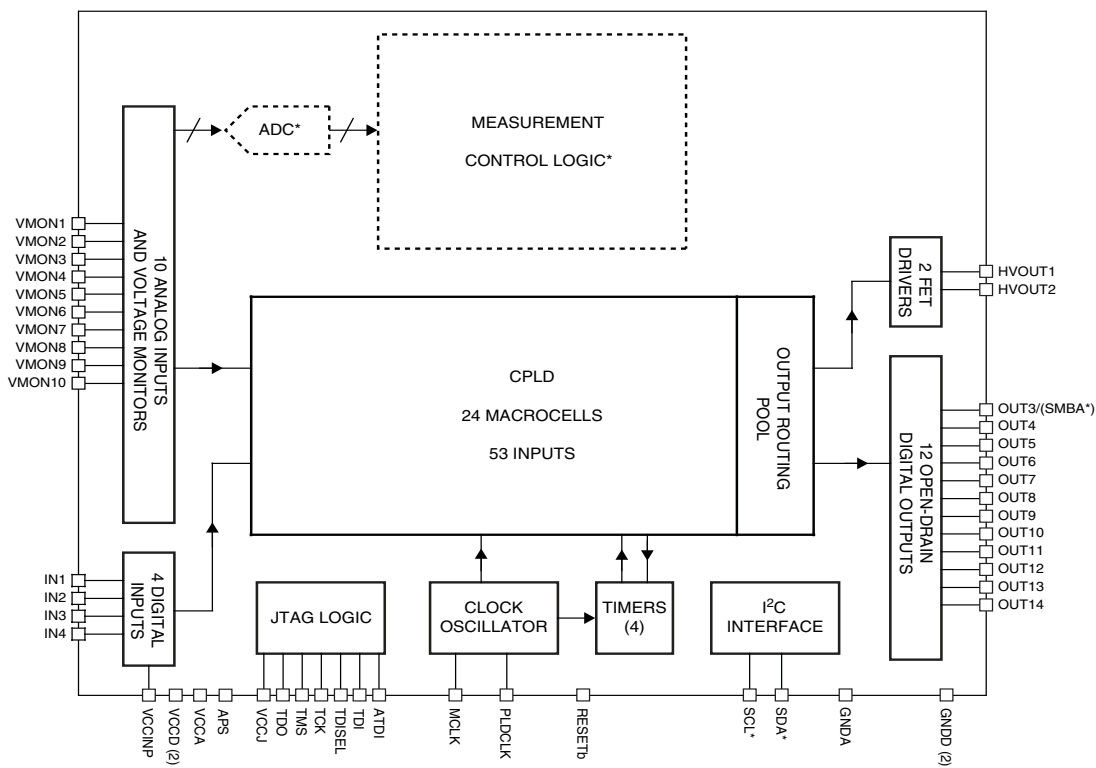 ADC*
MEASUREMENT
CONTROL LOGIC*
VMON1
VMON2
VMON3
VMON4
VMON5
VMON6
VMON7
VMON8
VMON9
VMON10
10 ANALOG INPUTS
AND VOLTAGE MONITORS
CPLD
24 MACROCELLS
53 INPUTS
OUTPUT ROUTING
POOL
2 FET
DRIVERS
HVOUT1
HVOUT2
12 OPEN-DRAIN
DIGITAL OUTPUTS
OUT3/(SMBA*)
OUT4
OUT5
OUT6
OUT7
OUT8
OUT9
OUT10
OUT11
OUT12
OUT13
OUT14
IN1
IN2
IN3
IN4
4 DIGITAL
INPUTS
JTAG LOGIC
CLOCK
OSCILLATOR
TIMERS
(4)
I²C
INTERFACE
VCCINP
VCCD (2)
VCCA
APS
VCCJ
TDO
TMS
TCK
TDISEL
TDI
ATDI
MCLK
PLDCLK
RESETb
SCL*
SDA*
GNDA
GNDD (2)